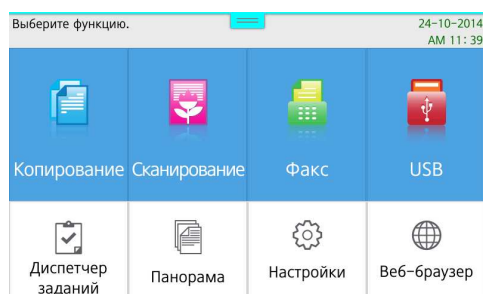 Выберите функцию.
24-10-2014
AM 11:39
Копирование Сканирование Факс USB
Диспетчер
заданий
Панорама
Настройки
Веб-браузер